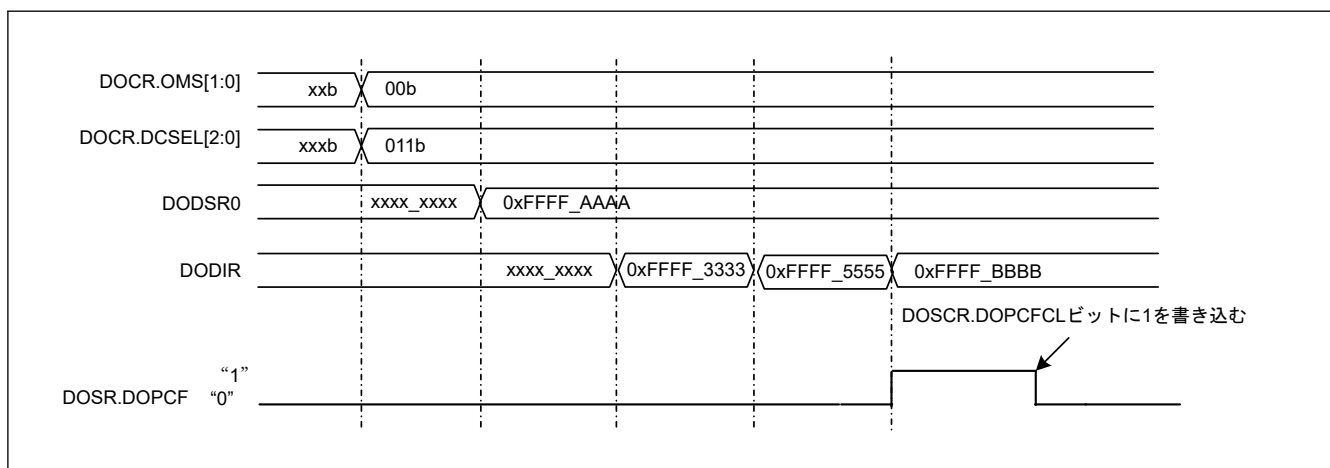 DOCR.OMS[1:0] xxb 00b
DOCR.DCSEL[2:0] xxxb 011b
DODSR0 xxxx_xxxx 0xFFFF_AAAA
DODIR xxxx_xxxx 0xFFFF_3333 0xFFFF_5555 0xFFFF_BBBB
DOSCR.DOPCFCLビットに1を書き込む
“1”
DOSR.DOPCF “0”